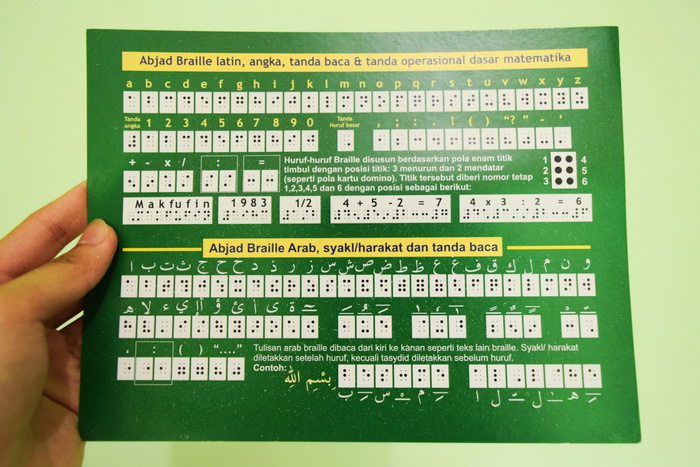 Abjad Braille latin, angka, tanda baca & tanda operasional dasar matematika
a b c d e f g h i j k l m n o p q r s t u v w x y z
Tanda angka 1 2 3 4 5 6 7 8 9 0 Tanda Huruf besar , ; : . ! ( ) “?” - ‘
+ - x / : =
Huruf-huruf Braille disusun berdasarkan pola enam titik
timbul dengan posisi titik: 3 menurun dan 2 mendatar
(seperti pola kartu domino). Titik tersebut diberi nomor tetap
1,2,3,4,5 dan 6 dengan posisi sebagai berikut:
1 4
2 5
3 6
Makfufin 1983 1/2 4 + 5 - 2 = 7 4 x 3 : 2 = 6
Abjad Braille Arab, syakl/harakat dan tanda baca
ا ب ت ث ج ح خ د ذ ر ز س ش ص ض ط ظ ع غ ف ق ك ل م ن و
, : ( ) “....”
Tulisan arab braille dibaca dari kiri ke kanan seperti teks lain braille. Syakl/ harakat
diletakkan setelah huruf, kecuali tasydid diletakkan sebelum huruf.
Contoh:
بِسْمِ اللهِ